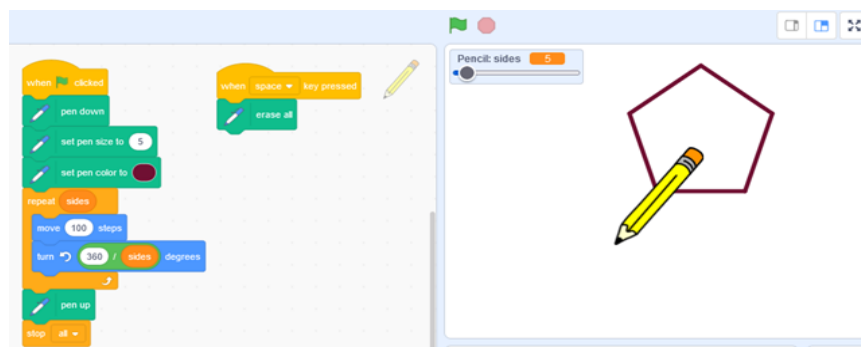 when clicked
pen down
set pen size to 5
set pen color to
repeat sides
move 100 steps
turn 360 / sides degrees
pen up
stop all
when space key pressed
erase all
Pencil: sides 5